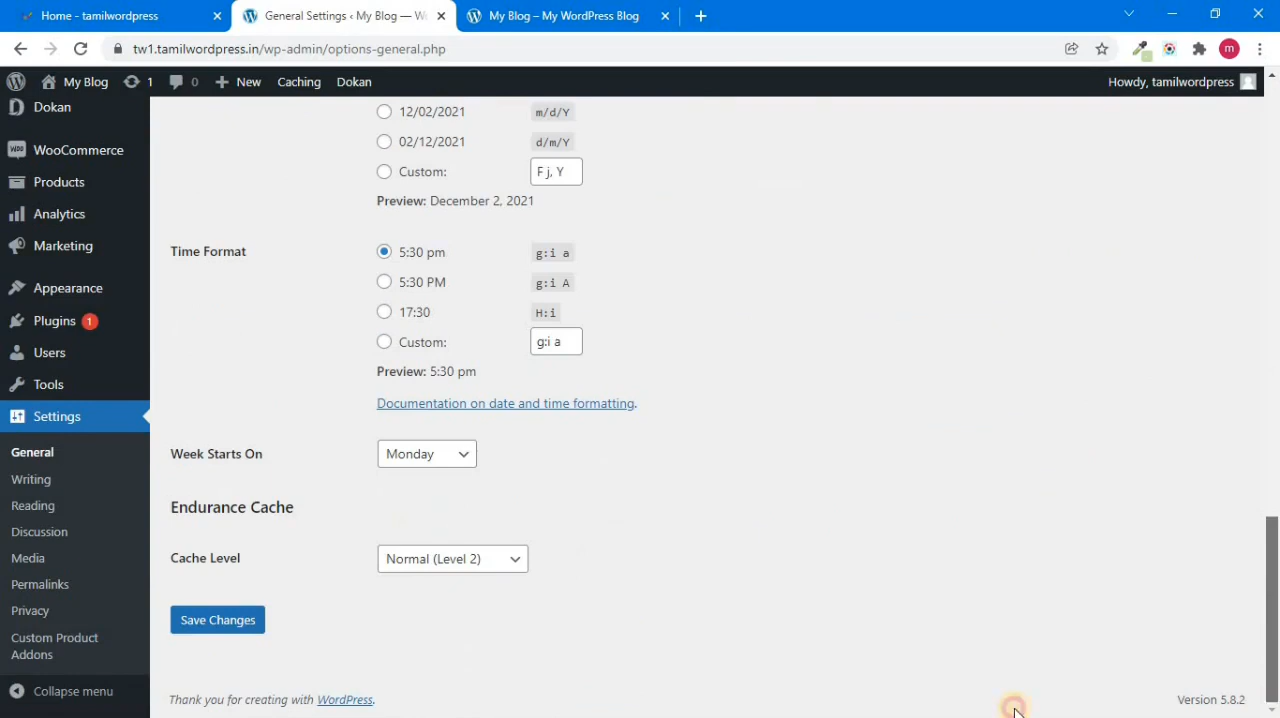 Home - tamilwordpress
General Settings ‹ My Blog — W
My Blog – My WordPress Blog
tw1.tamilwordpress.in/wp-admin/options-general.php
m
My Blog
1
0
New
Caching
Dokan
Howdy, tamilwordpress
Dokan
WooCommerce
Products
Analytics
Marketing
Appearance
Plugins 1
Users
Tools
Settings
General
Writing
Reading
Discussion
Media
Permalinks
Privacy
Custom Product
Addons
Collapse menu
12/02/2021 m/d/Y
02/12/2021 d/m/Y
Custom: F j, Y
Preview: December 2, 2021
Time Format
5:30 pm g:i a
5:30 PM g:i A
17:30 H:i
Custom: g:i a
Preview: 5:30 pm
Documentation on date and time formatting.
Week Starts On Monday
Endurance Cache
Cache Level Normal (Level 2)
Save Changes
Thank you for creating with WordPress.
Version 5.8.2